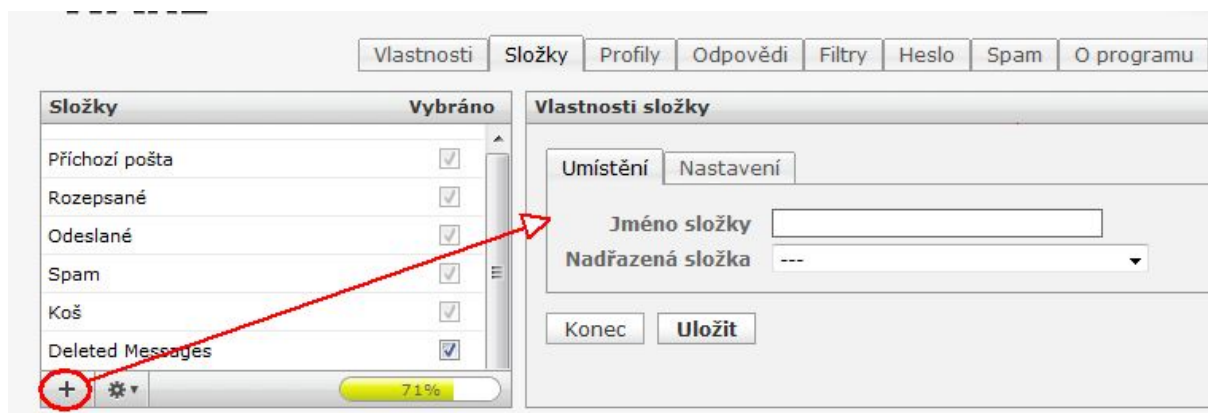 Vlastnosti Složky Profily Odpovědi Filtry Heslo Spam O programu
Složky Vybráno
Příchozí pošta
Rozepsané
Odeslané
Spam
Koš
Deleted Messages
71%
Vlastnosti složky
Umístění Nastavení
Jméno složky
Nadřazená složka ---
Konec Uložit